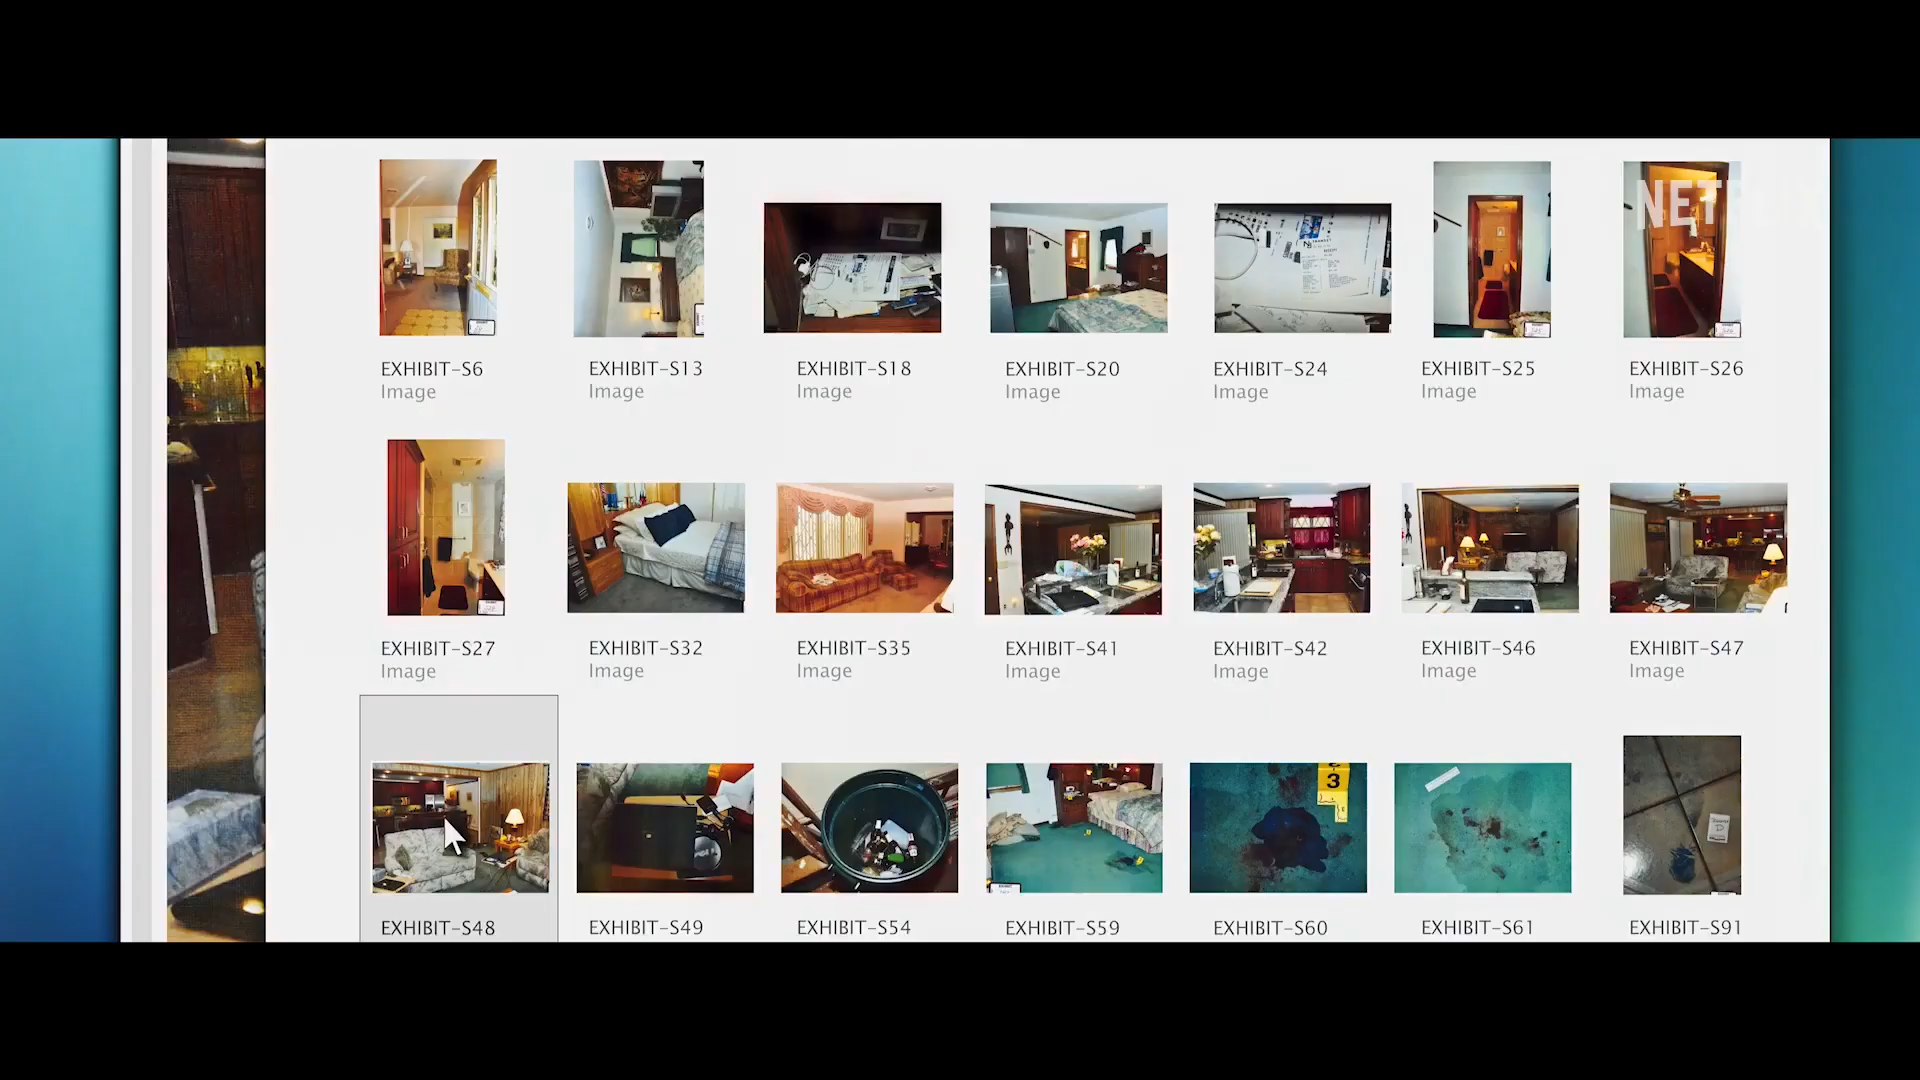 NETFLIX
EXHIBIT-S6
Image
EXHIBIT-S13
Image
EXHIBIT-S18
Image
EXHIBIT-S20
Image
EXHIBIT-S24
Image
EXHIBIT-S25
Image
EXHIBIT-S26
Image
EXHIBIT-S27
Image
EXHIBIT-S32
Image
EXHIBIT-S35
Image
EXHIBIT-S41
Image
EXHIBIT-S42
Image
EXHIBIT-S46
Image
EXHIBIT-S47
Image
3
EXHIBIT-S48
EXHIBIT-S49
EXHIBIT-S54
EXHIBIT-S59
EXHIBIT-S60
EXHIBIT-S61
EXHIBIT-S91